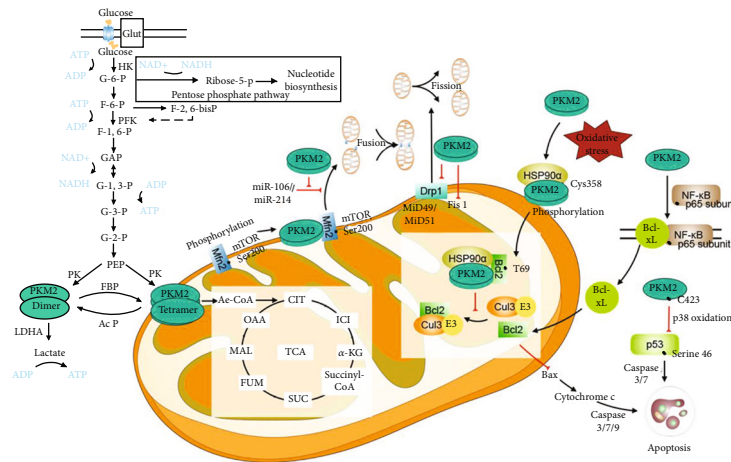 Glucose
Glut
Glucose
ATP
ADP
HK
G-6-P
NAD+
NADH
Ribose-5-p
Nucleotide
biosynthesis
Pentose phosphate pathway
ATP
ADP
F-6-P
F-2, 6-bisP
PFK
F-1, 6-P
NAD+
NADH
GAP
G-1, 3-P
ADP
ATP
G-3-P
G-2-P
PEP
PK
PK
PKM2
Dimer
FBP
Ac P
PKM2
Tetramer
LDHA
Lactate
ADP
ATP
Ae-CoA
CIT
OAA
ICI
MAL
TCA
α-KG
FUM
Succinyl-
CoA
SUC
Phosphorylation
Mfn2
mTOR
Ser200
PKM2
Mfn2
mTOR
Ser200
PKM2
miR-106//
miR-214
Fusion
Fission
PKM2
Drp1
MiD49/
MiD51
Fis 1
PKM2
Oxidative
stress
HSP90α
PKM2
Cys358
Phosphorylation
HSP90α
PKM2
Bcl2
T69
Bcl2
Cul3
E3
Cul3
E3
Bcl2
Bax
Cytochrome c
Caspase
3/7/9
PKM2
NF-κB
p65 subunit
Bcl-
xL
NF-κB
p65 subunit
Bcl-
xL
PKM2
C423
p38 oxidation
p53
Serine 46
Caspase
3/7
Apoptosis